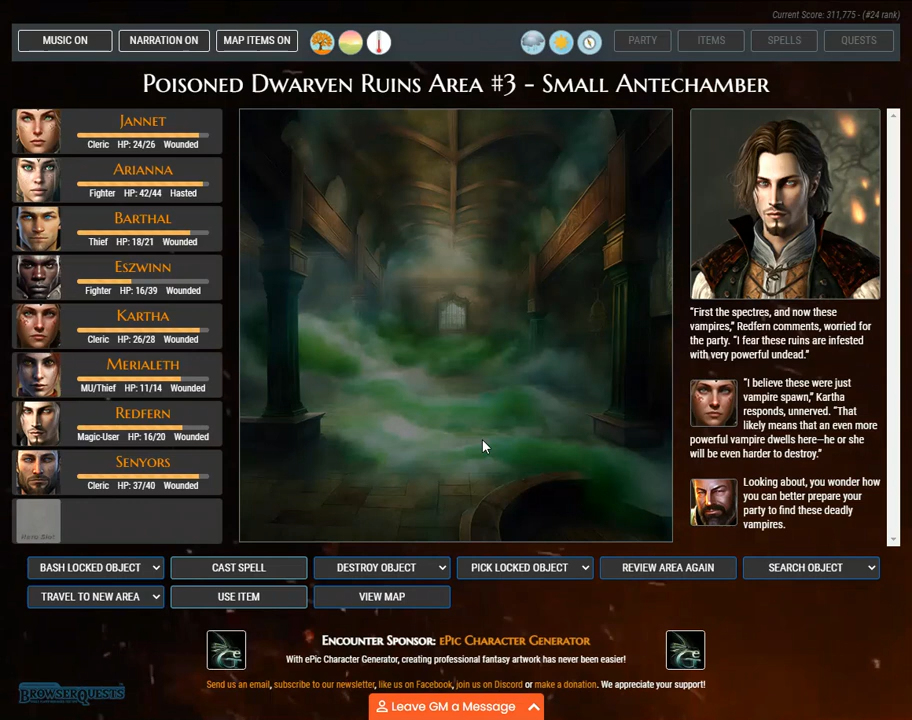 Current Score: 311,775 - (#24 rank)
MUSIC ON
NARRATION ON
MAP ITEMS ON
PARTY
ITEMS
SPELLS
QUESTS
Poisoned Dwarven Ruins Area #3 - Small Antechamber
Jannet
Cleric HP: 24/26 Wounded
Arianna
Fighter HP: 42/44 Hasted
Barthal
Thief HP: 18/21 Wounded
Eszwinn
Fighter HP: 16/39 Wounded
Kartha
Cleric HP: 26/28 Wounded
Merialeth
MU/Thief HP: 11/14 Wounded
Redfern
Magic-User HP: 16/20 Wounded
Senyors
Cleric HP: 37/40 Wounded
“First the spectres, and now these
vampires,” Redfern comments, worried for
the party. “I fear these ruins are infested
with very powerful undead.”
“I believe these were just
vampire spawn,” Kartha
responds, unnerved. “That
likely means that an even more
powerful vampire dwells here—he or she
will be even harder to destroy.”
Looking about, you wonder how
you can better prepare your
party to find these deadly
vampires.
BASH LOCKED OBJECT
CAST SPELL
DESTROY OBJECT
PICK LOCKED OBJECT
REVIEW AREA AGAIN
SEARCH OBJECT
TRAVEL TO NEW AREA
USE ITEM
VIEW MAP
Encounter Sponsor: ePic Character Generator
With ePic Character Generator, creating professional fantasy artwork has never been easier!
Send us an email, subscribe to our newsletter, like us on Facebook, join us on Discord or make a donation. We appreciate your support!
BrowserQuests
Leave GM a Message